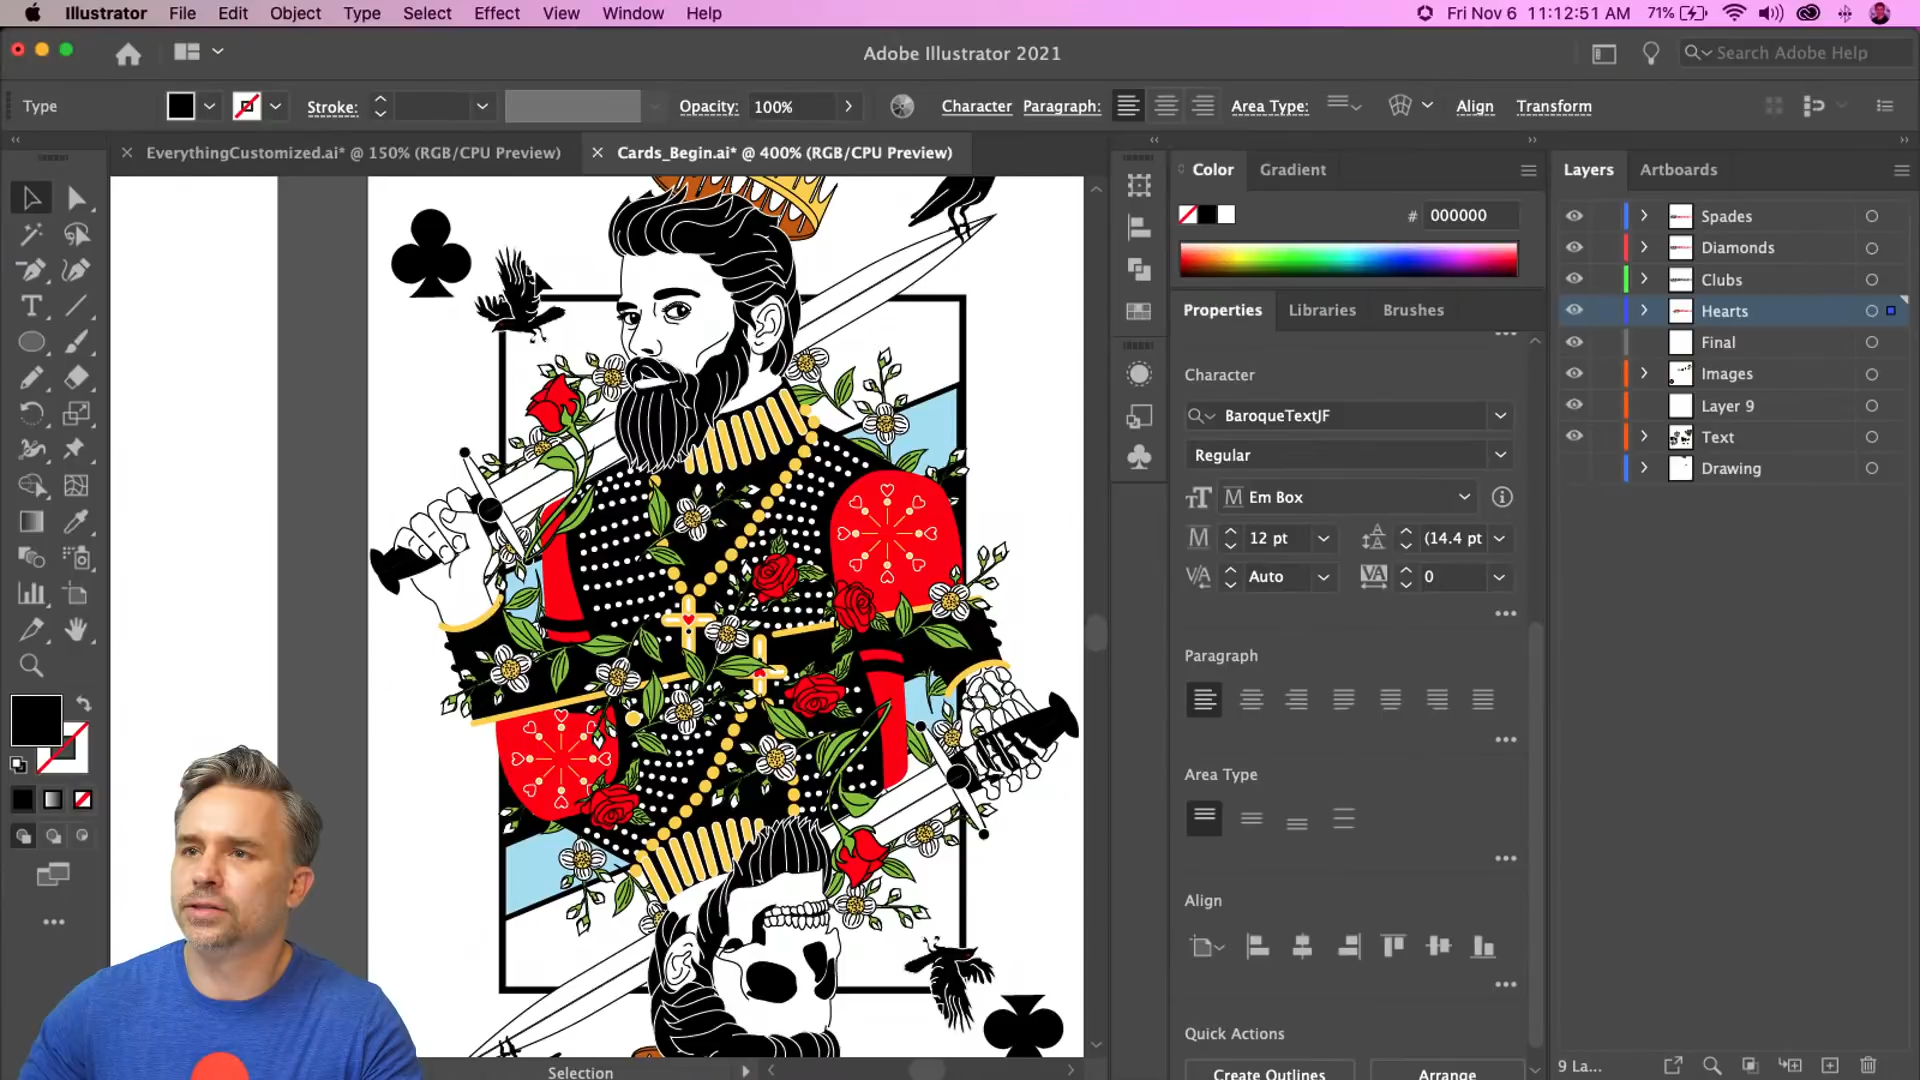 Illustrator File Edit Object Type Select Effect View Window Help
Fri Nov 6 11:12:51 AM 71%
Adobe Illustrator 2021
Search Adobe Help
Type
Stroke:
Opacity: 100%
Character Paragraph: Area Type: Align Transform
EverythingCustomized.ai* @ 150% (RGB/CPU Preview)
Cards_Begin.ai* @ 400% (RGB/CPU Preview)
Color Gradient
# 000000
Properties Libraries Brushes
Character
BaroqueTextJF
Regular
Em Box
12 pt
(14.4 pt
Auto
0
Paragraph
Area Type
Align
Quick Actions
Create Outlines Arrange
Layers Artboards
Spades
Diamonds
Clubs
Hearts
Final
Images
Layer 9
Text
Drawing
9 La...
Selection